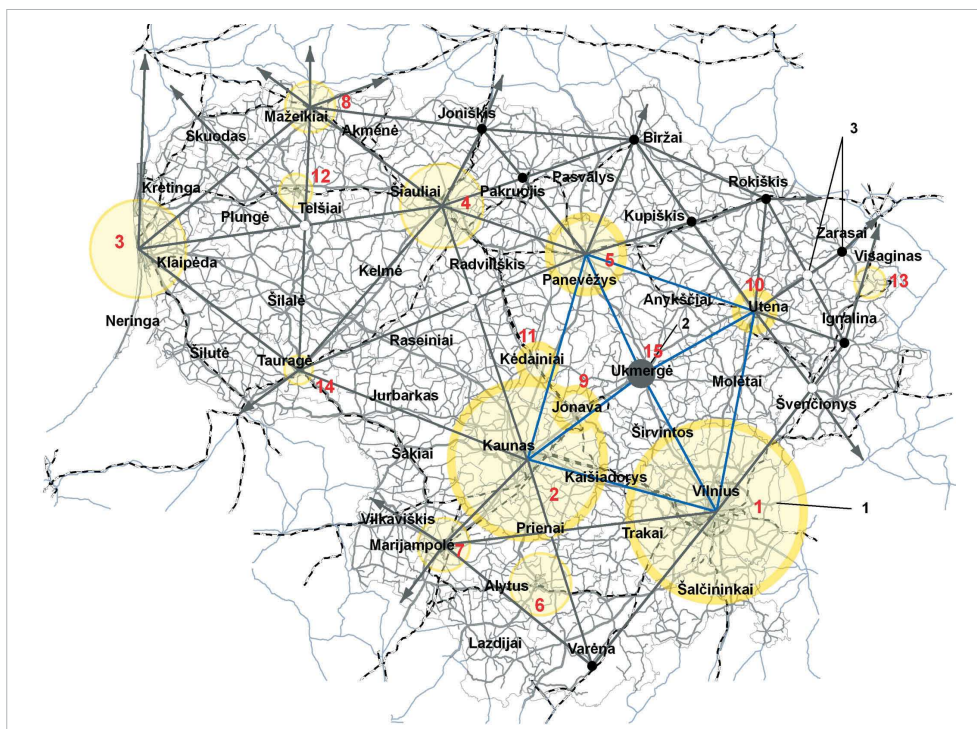 8
Mažeikiai
Skuodas
Akmenė
Joniškis
Biržai
3
12
Kretinga
Plungė
Telšiai
Šiauliai
4
Pakruojis
Pasvalys
Rokiškis
Kupiškis
Zarasai
Višaginas
13
3
Klaipėda
Kelmė
Radviliškis
5
Panevėžys
Anykščiai
10
Utena
Ignalina
Neringa
Šilalė
Šilutė
Tauragė
14
Raseiniai
Jurbarkas
11
Kėdainiai
9
Jonava
2
15
Ukmergė
Molėtai
Švenčionys
Širvintos
Šakiai
Kaunas
2
Kaišiadorys
Vilnius
1
1
Vilkaviškis
Marijampolė
7
Prienai
Trakai
Alytus
6
Šalčininkai
Lazdijai
Varėna